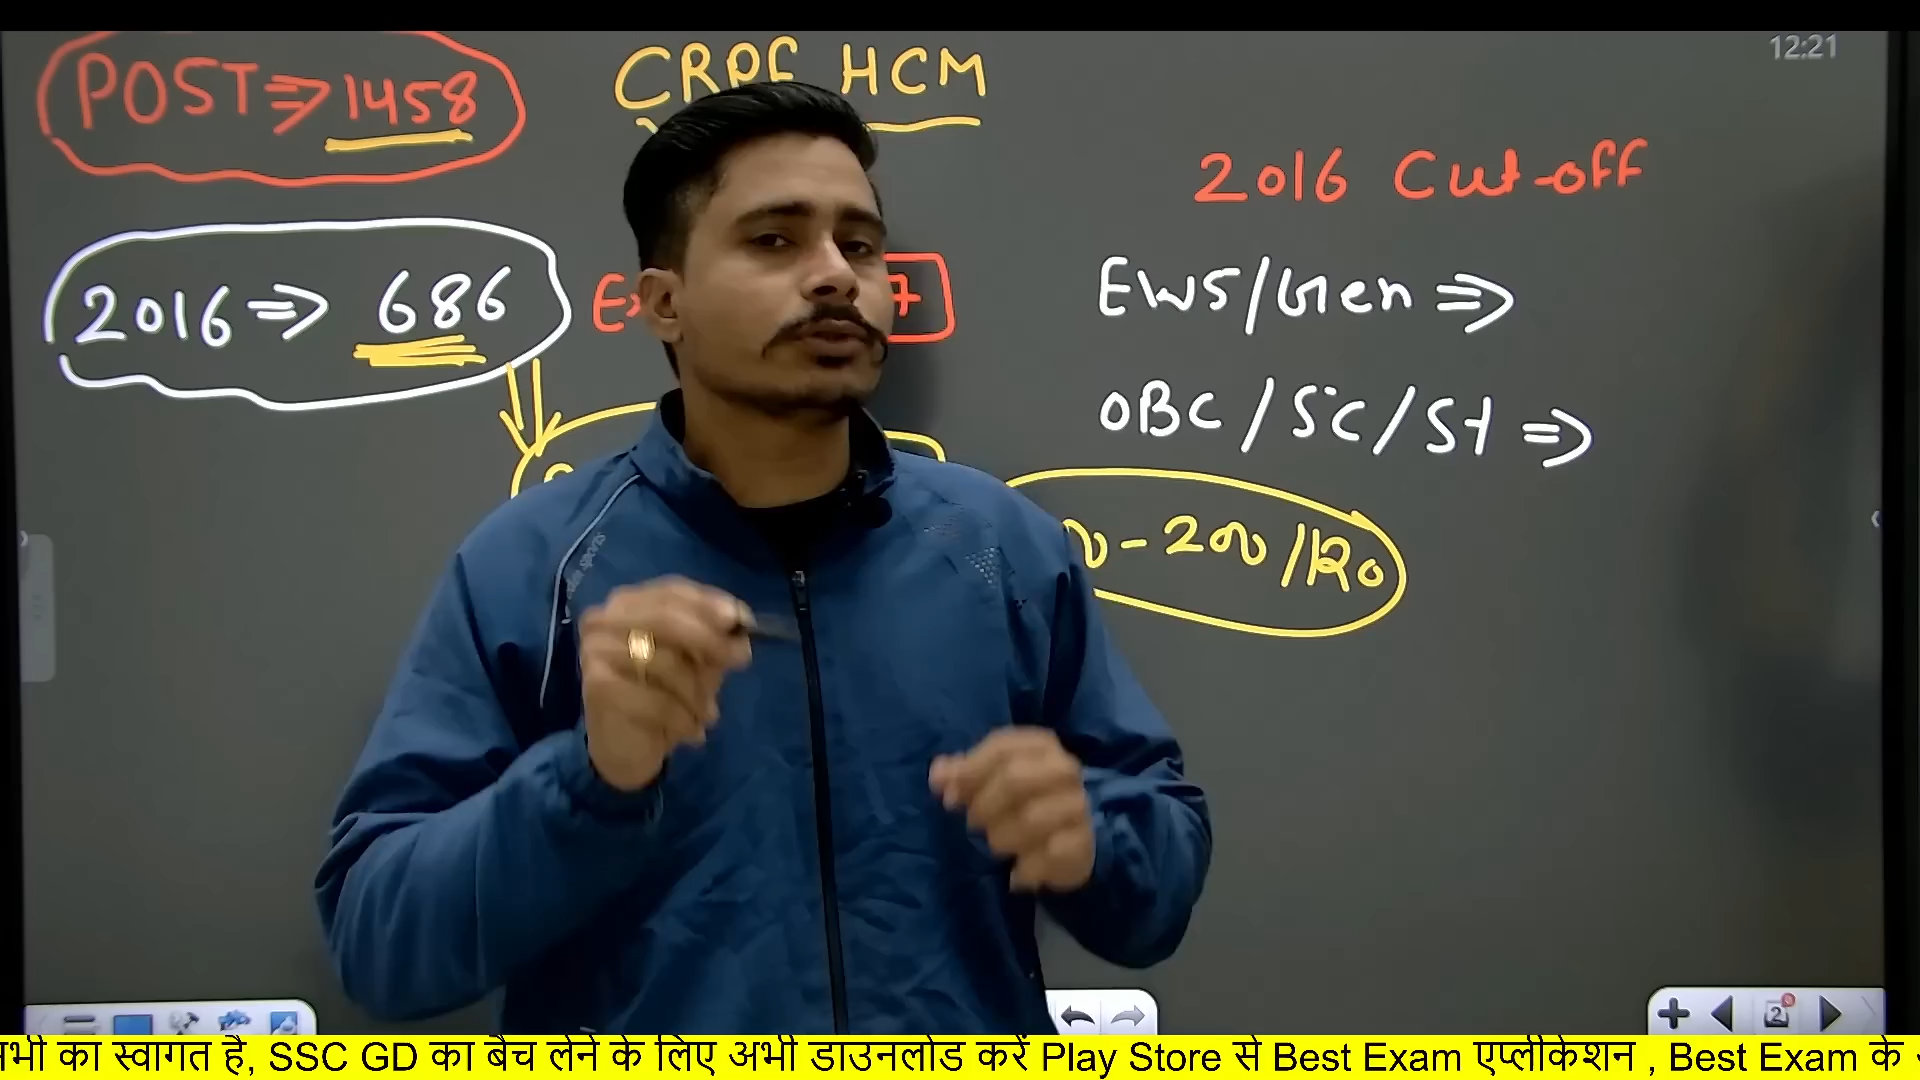 12:21
POST ⇒ 1458
CRPF HCM
2016 Cut-off
2016 ⇒ 686
EWS/Gen ⇒
OBC/SC/St ⇒
- 200/120
का स्वागत है, SSC GD का बैच लेने के लिए अभी डाउनलोड करें Play Store से Best Exam एप्लीकेशन , Best Exam के